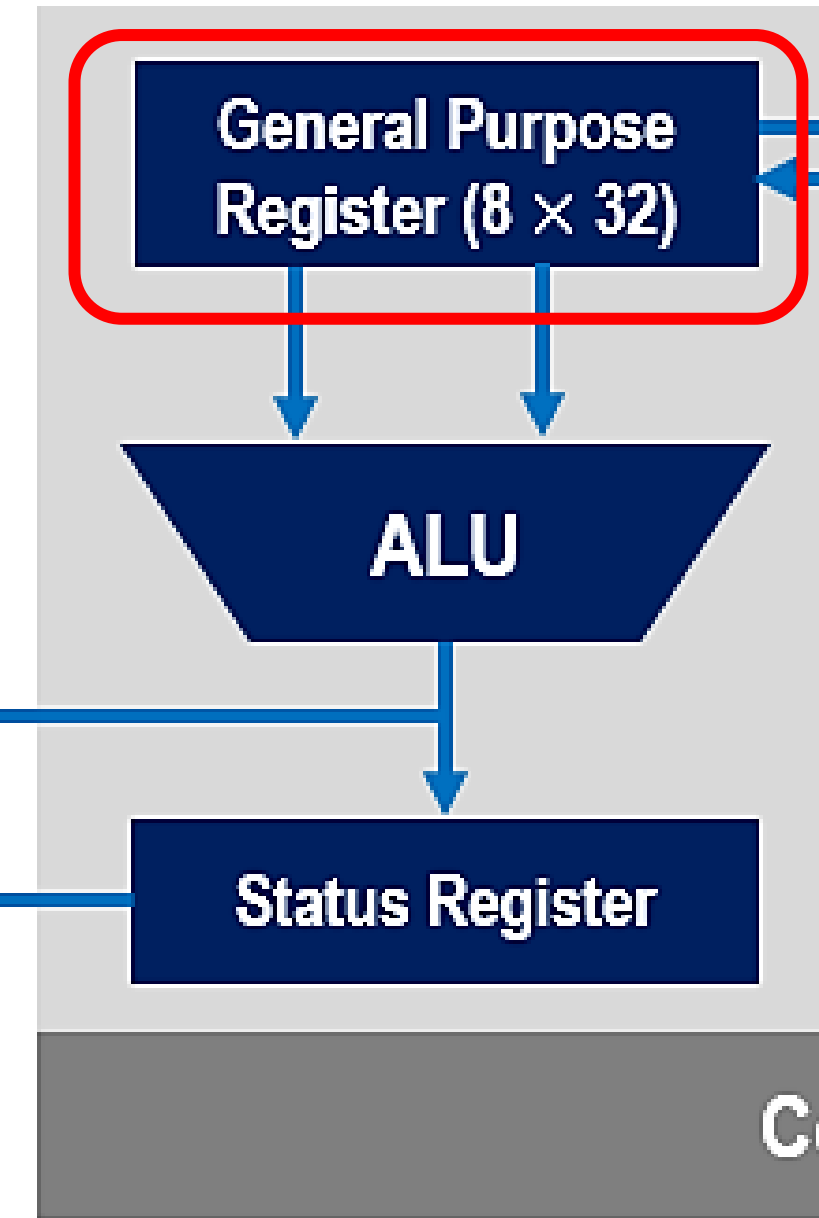 General Purpose
Register (8 × 32)
ALU
Status Register